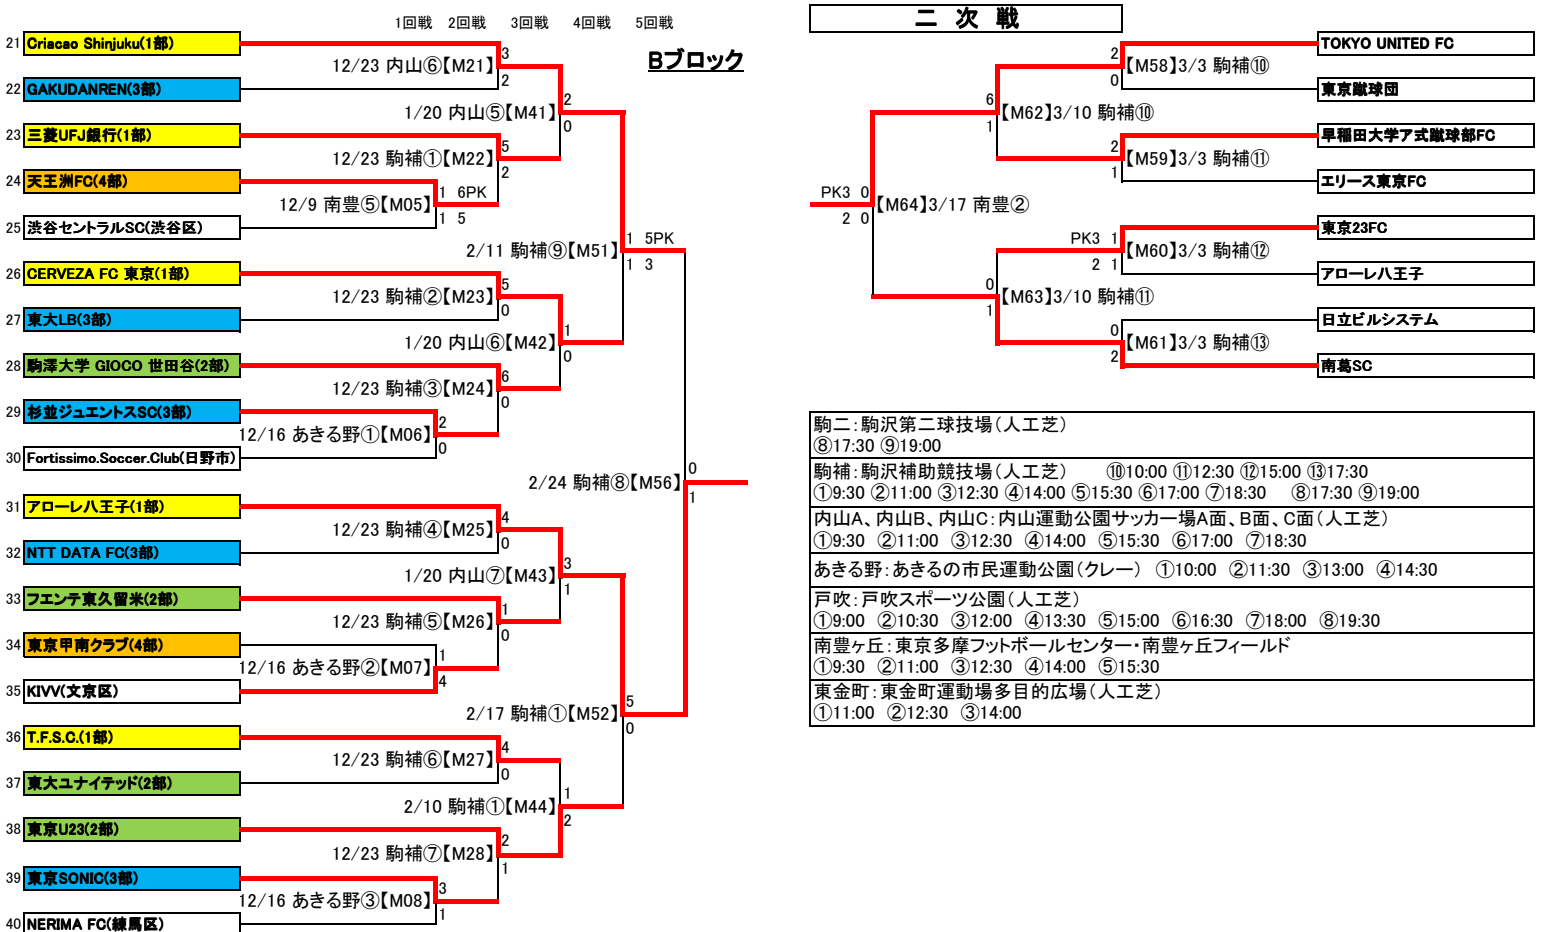 1回戦 2回戦 3回戦 4回戦 5回戦
Bブロック
21 Criacao Shinjuku(1部)
3
12/23 内山⑥【M21】
2
22 GAKUDANREN(3部)
2
1/20 内山⑤【M41】
0
23 三菱UFJ銀行(1部)
5
12/23 駒補①【M22】
2
24 天王洲FC(4部)
1 6PK
12/9 南豊⑤【M05】
1 5
25 渋谷セントラルSC(渋谷区)
1 5PK
2/11 駒補⑨【M51】
1 3
26 CERVEZA FC 東京(1部)
5
12/23 駒補②【M23】
0
27 東大LB(3部)
1
1/20 内山⑥【M42】
0
28 駒澤大学 GIOCO 世田谷(2部)
6
12/23 駒補③【M24】
0
29 杉並ジュエントスSC(3部)
2
12/16 あきる野①【M06】
0
30 Fortissimo.Soccer.Club(日野市)
0
2/24 駒補⑧【M56】
1
31 アローレ八王子(1部)
4
12/23 駒補④【M25】
0
32 NTT DATA FC(3部)
3
1/20 内山⑦【M43】
1
33 フエンテ東久留米(2部)
1
12/23 駒補⑤【M26】
0
34 東京甲南クラブ(4部)
1
12/16 あきる野②【M07】
4
35 KIVV(文京区)
5
2/17 駒補①【M52】
0
36 T.F.S.C.(1部)
4
12/23 駒補⑥【M27】
0
37 東大ユナイテッド(2部)
1
2/10 駒補①【M44】
2
38 東京U23(2部)
2
12/23 駒補⑦【M28】
1
39 東京SONIC(3部)
3
12/16 あきる野③【M08】
1
40 NERIMA FC(練馬区)
二 次 戦
TOKYO UNITED FC
2
【M58】3/3 駒補⑩
0
東京蹴球団
6
【M62】3/10 駒補⑩
1
早稲田大学ア式蹴球部FC
2
【M59】3/3 駒補⑪
1
エリース東京FC
PK3 0
【M64】3/17 南豊②
2 0
東京23FC
PK3 1
【M60】3/3 駒補⑫
2 1
アローレ八王子
0
【M63】3/10 駒補⑪
1
日立ビルシステム
0
【M61】3/3 駒補⑬
2
南葛SC
駒二:駒沢第二球技場(人工芝)
⑧17:30 ⑨19:00
駒補:駒沢補助競技場(人工芝) ⑩10:00 ⑪12:30 ⑫15:00 ⑬17:30
①9:30 ②11:00 ③12:30 ④14:00 ⑤15:30 ⑥17:00 ⑦18:30 ⑧17:30 ⑨19:00
内山A、内山B、内山C:内山運動公園サッカー場A面、B面、C面(人工芝)
①9:30 ②11:00 ③12:30 ④14:00 ⑤15:30 ⑥17:00 ⑦18:30
あきる野:あきるの市民運動公園(クレー) ①10:00 ②11:30 ③13:00 ④14:30
戸吹:戸吹スポーツ公園(人工芝)
①9:00 ②10:30 ③12:00 ④13:30 ⑤15:00 ⑥16:30 ⑦18:00 ⑧19:30
南豊ヶ丘:東京多摩フットボールセンター・南豊ヶ丘フィールド
①9:30 ②11:00 ③12:30 ④14:00 ⑤15:30
東金町:東金町運動場多目的広場(人工芝)
①11:00 ②12:30 ③14:00